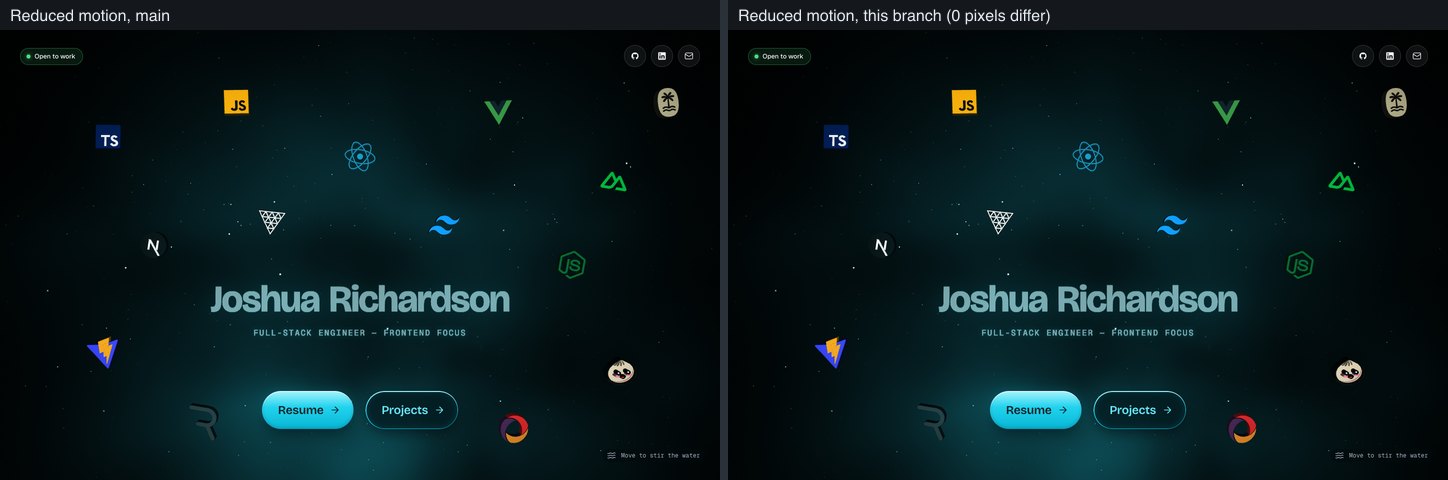 Reduced motion, main
Open to work
JS
TS
N
JS
Joshua Richardson
FULL-STACK ENGINEER — FRONTEND FOCUS
Resume →
Projects →
Move to stir the water
Reduced motion, this branch (0 pixels differ)
Open to work
JS
TS
N
JS
Joshua Richardson
FULL-STACK ENGINEER — FRONTEND FOCUS
Resume →
Projects →
Move to stir the water